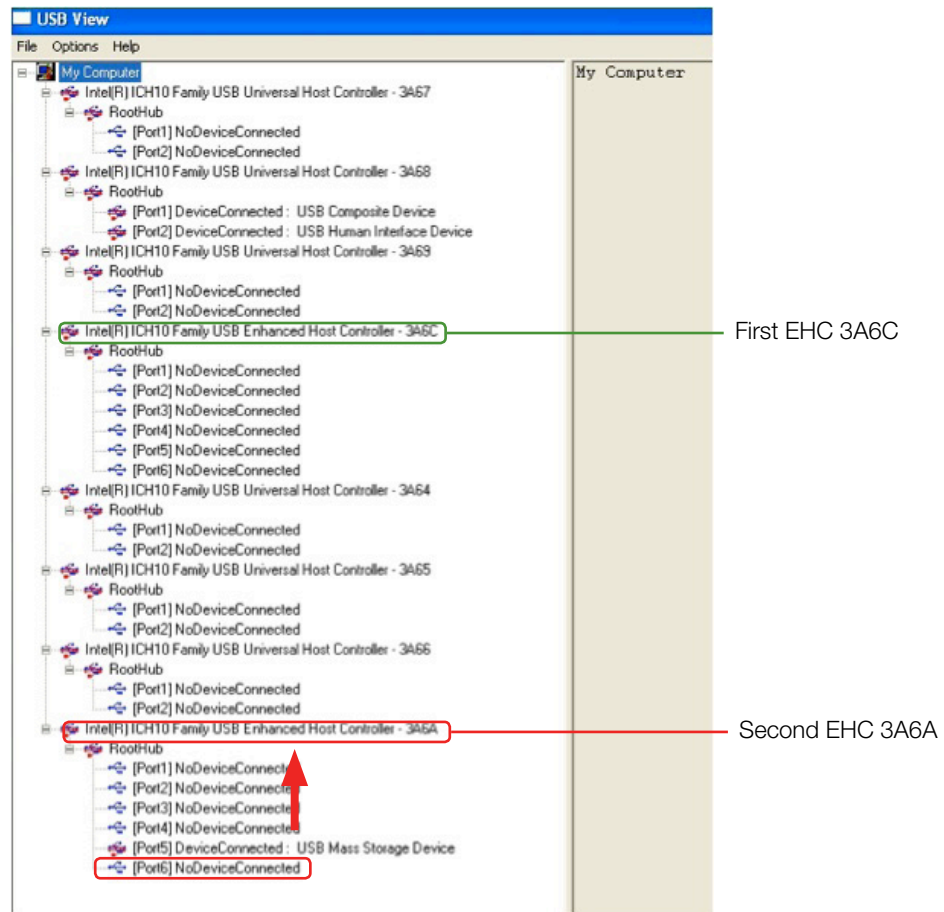 USB View
File Options Help
My Computer
My Computer
Intel(R) ICH10 Family USB Universal Host Controller - 3A67
RootHub
[Port1] NoDeviceConnected
[Port2] NoDeviceConnected
Intel(R) ICH10 Family USB Universal Host Controller - 3A68
RootHub
[Port1] DeviceConnected : USB Composite Device
[Port2] DeviceConnected : USB Human Interface Device
Intel(R) ICH10 Family USB Universal Host Controller - 3A69
RootHub
[Port1] NoDeviceConnected
[Port2] NoDeviceConnected
Intel(R) ICH10 Family USB Enhanced Host Controller - 3A6C
First EHC 3A6C
RootHub
[Port1] NoDeviceConnected
[Port2] NoDeviceConnected
[Port3] NoDeviceConnected
[Port4] NoDeviceConnected
[Port5] NoDeviceConnected
[Port6] NoDeviceConnected
Intel(R) ICH10 Family USB Universal Host Controller - 3A64
RootHub
[Port1] NoDeviceConnected
[Port2] NoDeviceConnected
Intel(R) ICH10 Family USB Universal Host Controller - 3A65
RootHub
[Port1] NoDeviceConnected
[Port2] NoDeviceConnected
Intel(R) ICH10 Family USB Universal Host Controller - 3A66
RootHub
[Port1] NoDeviceConnected
[Port2] NoDeviceConnected
Intel(R) ICH10 Family USB Enhanced Host Controller - 3A6A
Second EHC 3A6A
RootHub
[Port1] NoDeviceConnected
[Port2] NoDeviceConnected
[Port3] NoDeviceConnected
[Port4] NoDeviceConnected
[Port5] DeviceConnected : USB Mass Storage Device
[Port6] NoDeviceConnected